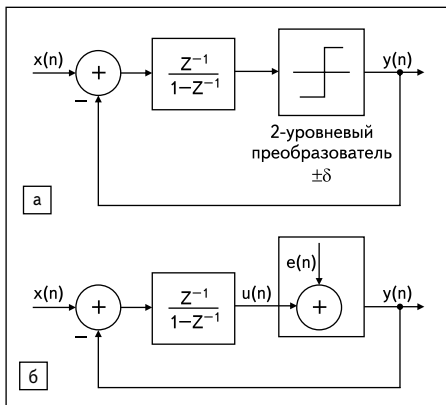 x(n)
+
−
Z⁻¹
1−Z⁻¹
y(n)
2-уровневый
преобразователь
±δ
а
x(n)
+
−
Z⁻¹
1−Z⁻¹
u(n)
e(n)
+
y(n)
б